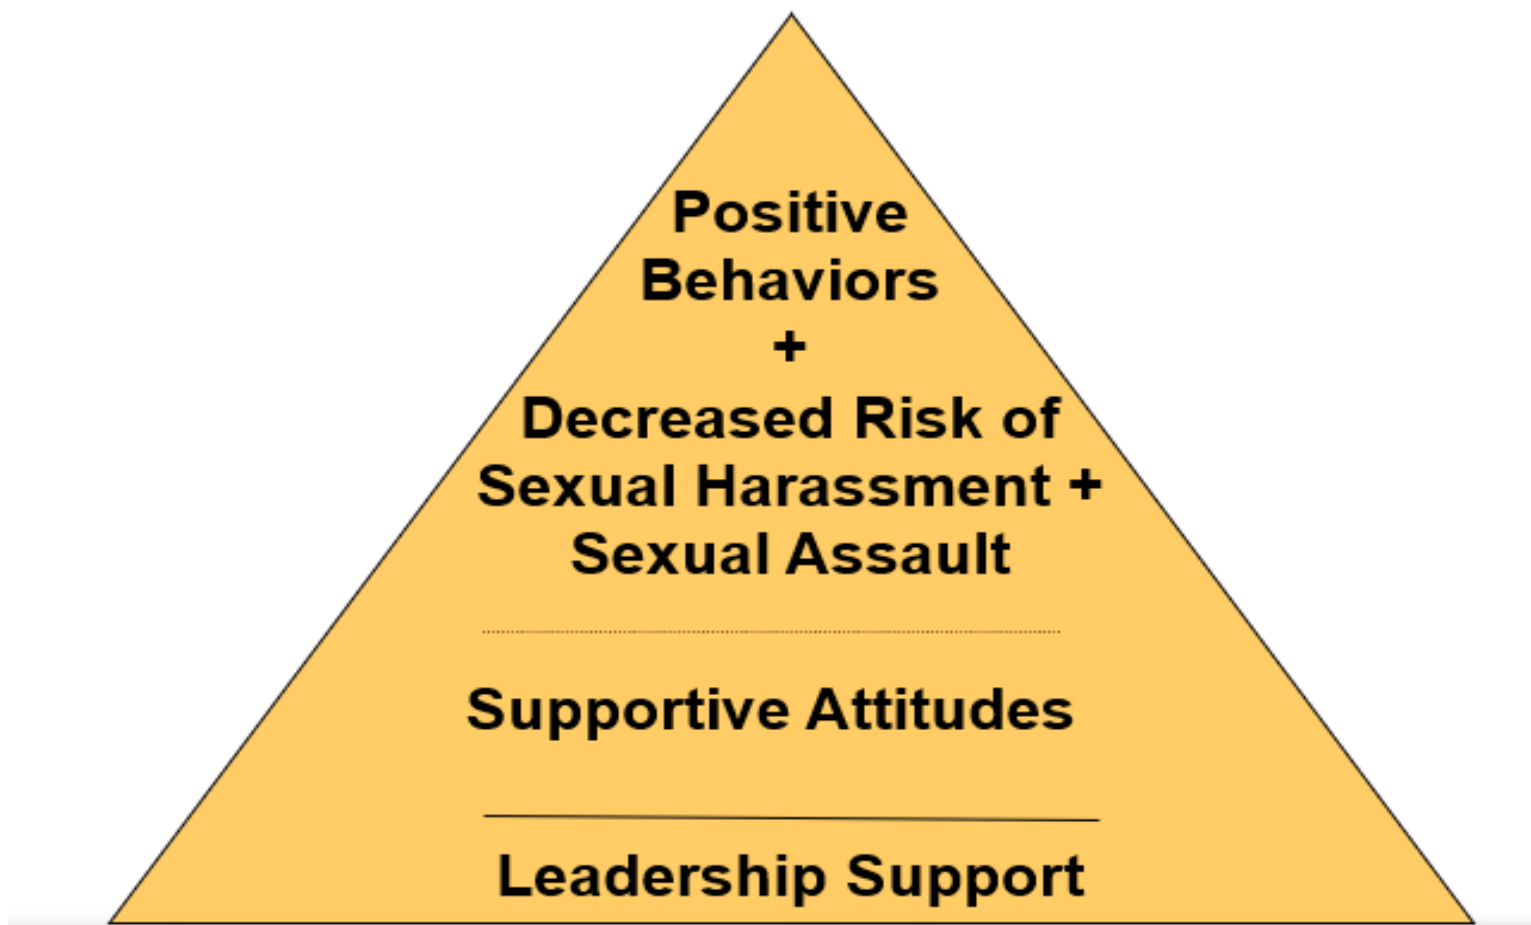 Positive
Behaviors
+
Decreased Risk of
Sexual Harassment +
Sexual Assault
Supportive Attitudes
Leadership Support